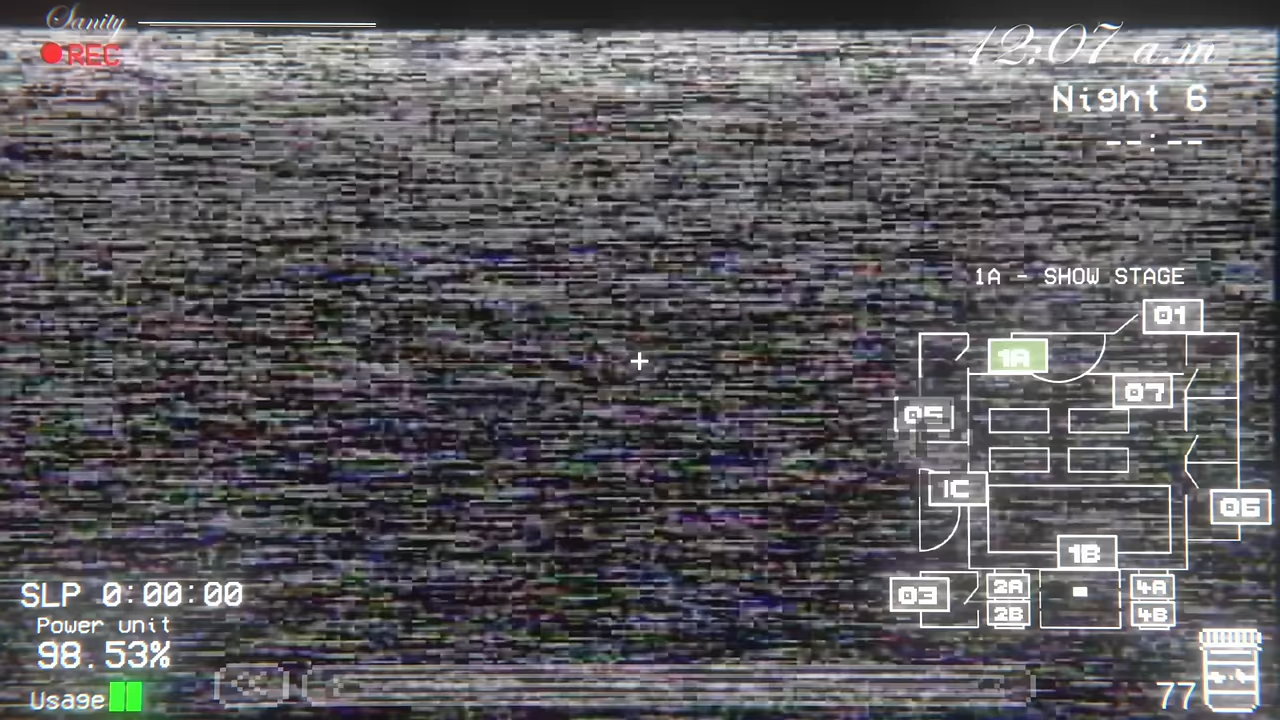 Sanity
REC
12:07 a.m
Night 6
--:--
1A - SHOW STAGE
01
1A
07
05
1C
06
1B
03
2A
4A
2B
4B
SLP 0:00:00
Power unit
98.53%
Usage
77